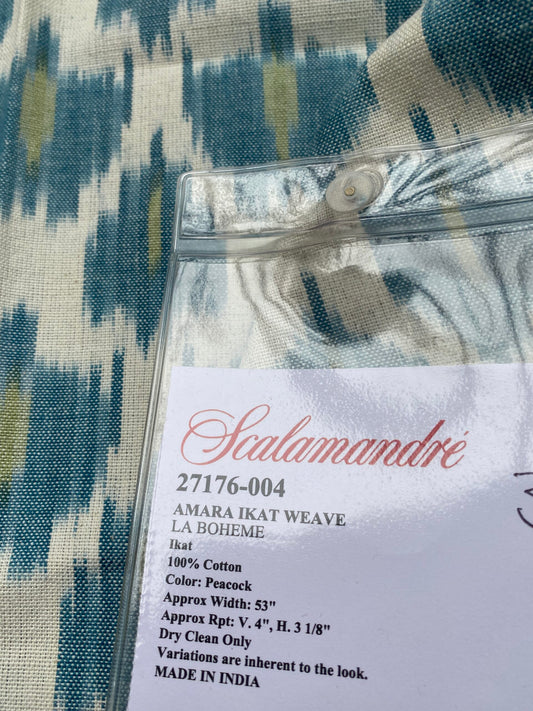 Scalamandré
27176-004
AMARA IKAT WEAVE
LA BOHEME
Ikat
100% Cotton
Color: Peacock
Approx Width: 53"
Approx Rpt: V. 4", H. 3 1/8"
Dry Clean Only
Variations are inherent to the look.
MADE IN INDIA